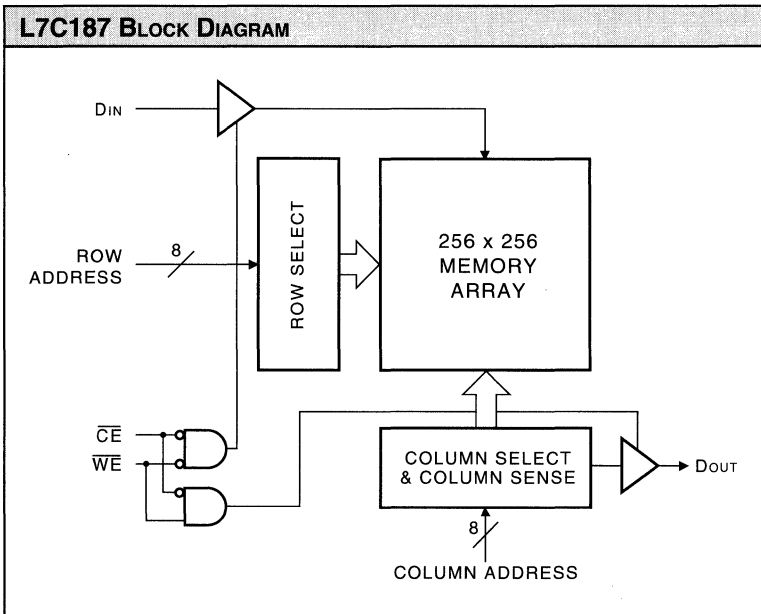 L7C187 BLOCK DIAGRAM
DIN
ROW
ADDRESS
8
ROW SELECT
256 x 256
MEMORY
ARRAY
CE
WE
COLUMN SELECT
& COLUMN SENSE
DOUT
8
COLUMN ADDRESS